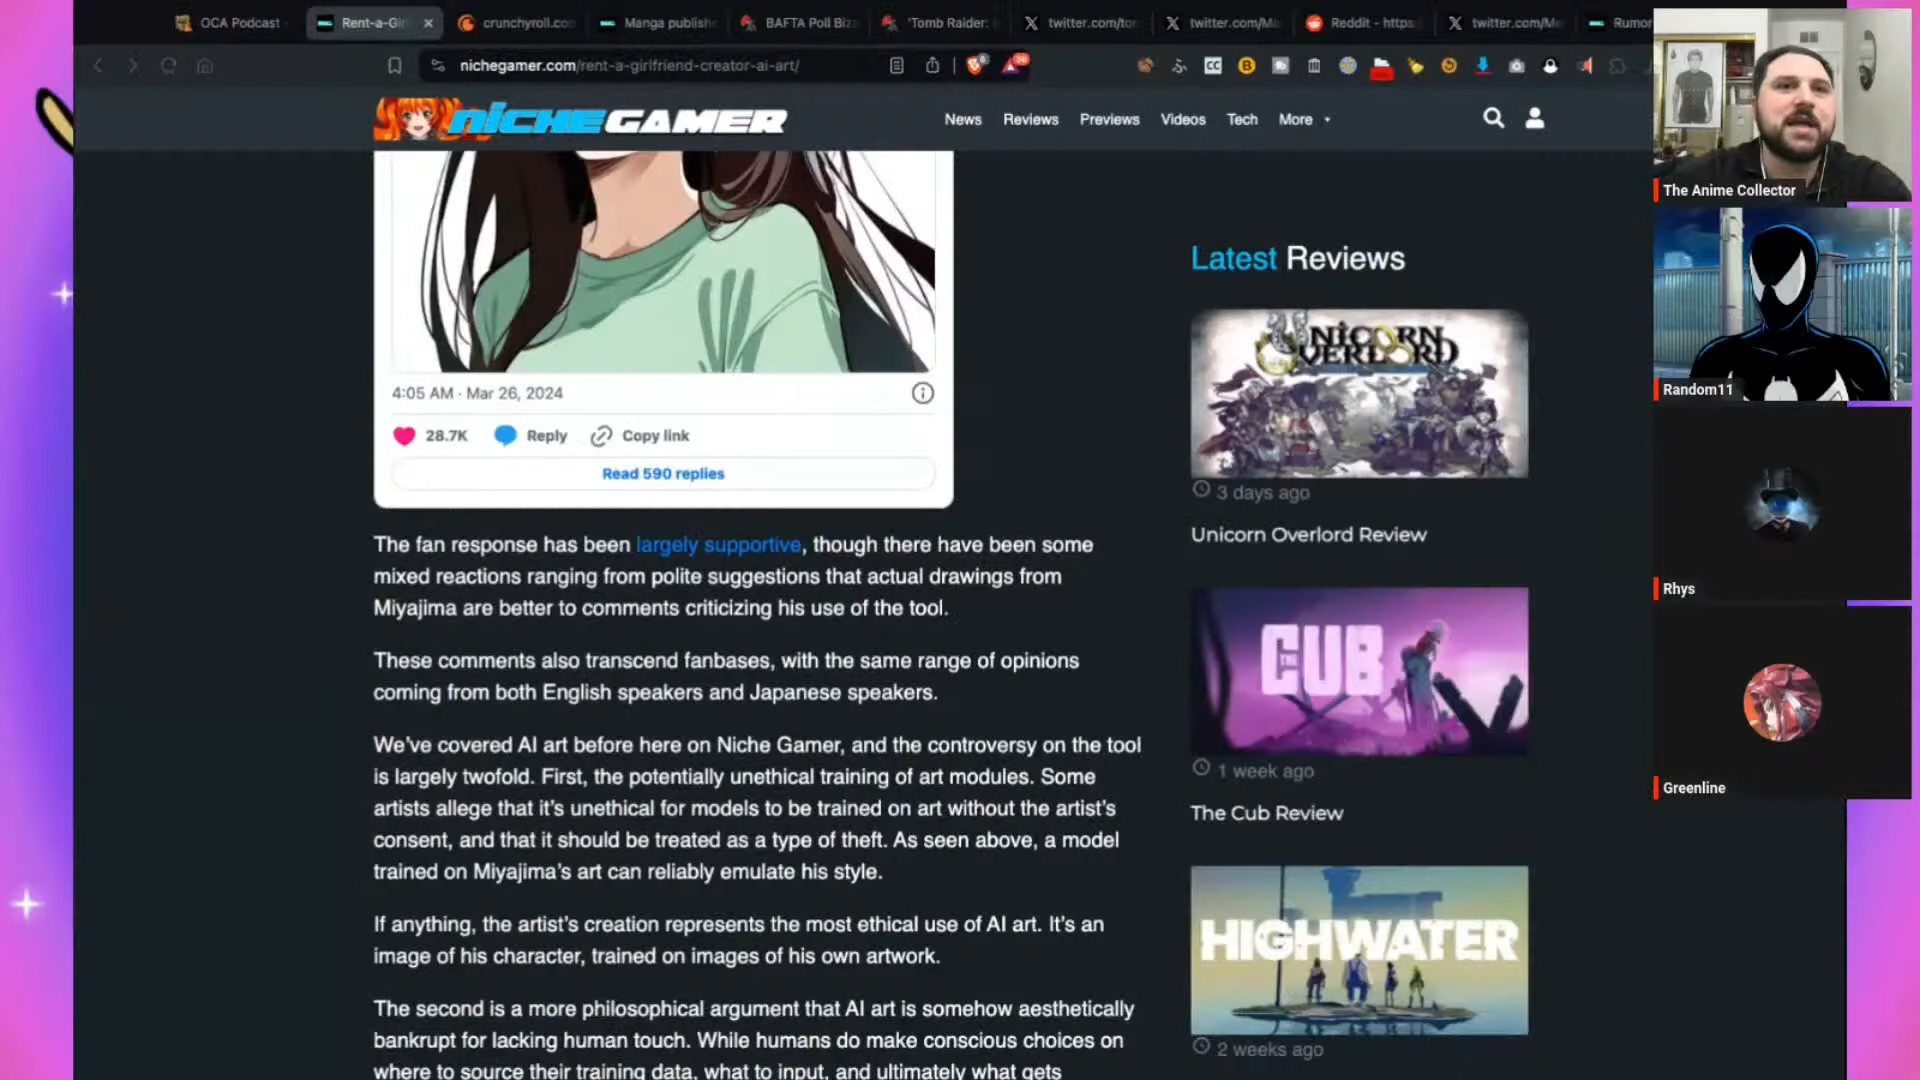 OCA Podcast
Rent-a-Gir
crunchyroll.co
Manga publish
BAFTA Poll Biz
'Tomb Raider:
twitter.com/to
twitter.com/M
Reddit - https:
twitter.com/M
Rumor
nichegamer.com/rent-a-girlfriend-creator-ai-art/
NICHEGAMER
News
Reviews
Previews
Videos
Tech
More
4:05 AM · Mar 26, 2024
28.7K
Reply
Copy link
Read 590 replies
The fan response has been largely supportive, though there have been some
mixed reactions ranging from polite suggestions that actual drawings from
Miyajima are better to comments criticizing his use of the tool.
These comments also transcend fanbases, with the same range of opinions
coming from both English speakers and Japanese speakers.
We've covered AI art before here on Niche Gamer, and the controversy on the tool
is largely twofold. First, the potentially unethical training of art modules. Some
artists allege that it's unethical for models to be trained on art without the artist's
consent, and that it should be treated as a type of theft. As seen above, a model
trained on Miyajima's art can reliably emulate his style.
If anything, the artist's creation represents the most ethical use of AI art. It's an
image of his character, trained on images of his own artwork.
The second is a more philosophical argument that AI art is somehow aesthetically
bankrupt for lacking human touch. While humans do make conscious choices on
where to source their training data, what to input, and ultimately what gets
Latest Reviews
UNICORN
OVERLORD
3 days ago
Unicorn Overlord Review
THE CUB
1 week ago
The Cub Review
HIGHWATER
2 weeks ago
The Anime Collector
Random11
Rhys
Greenline